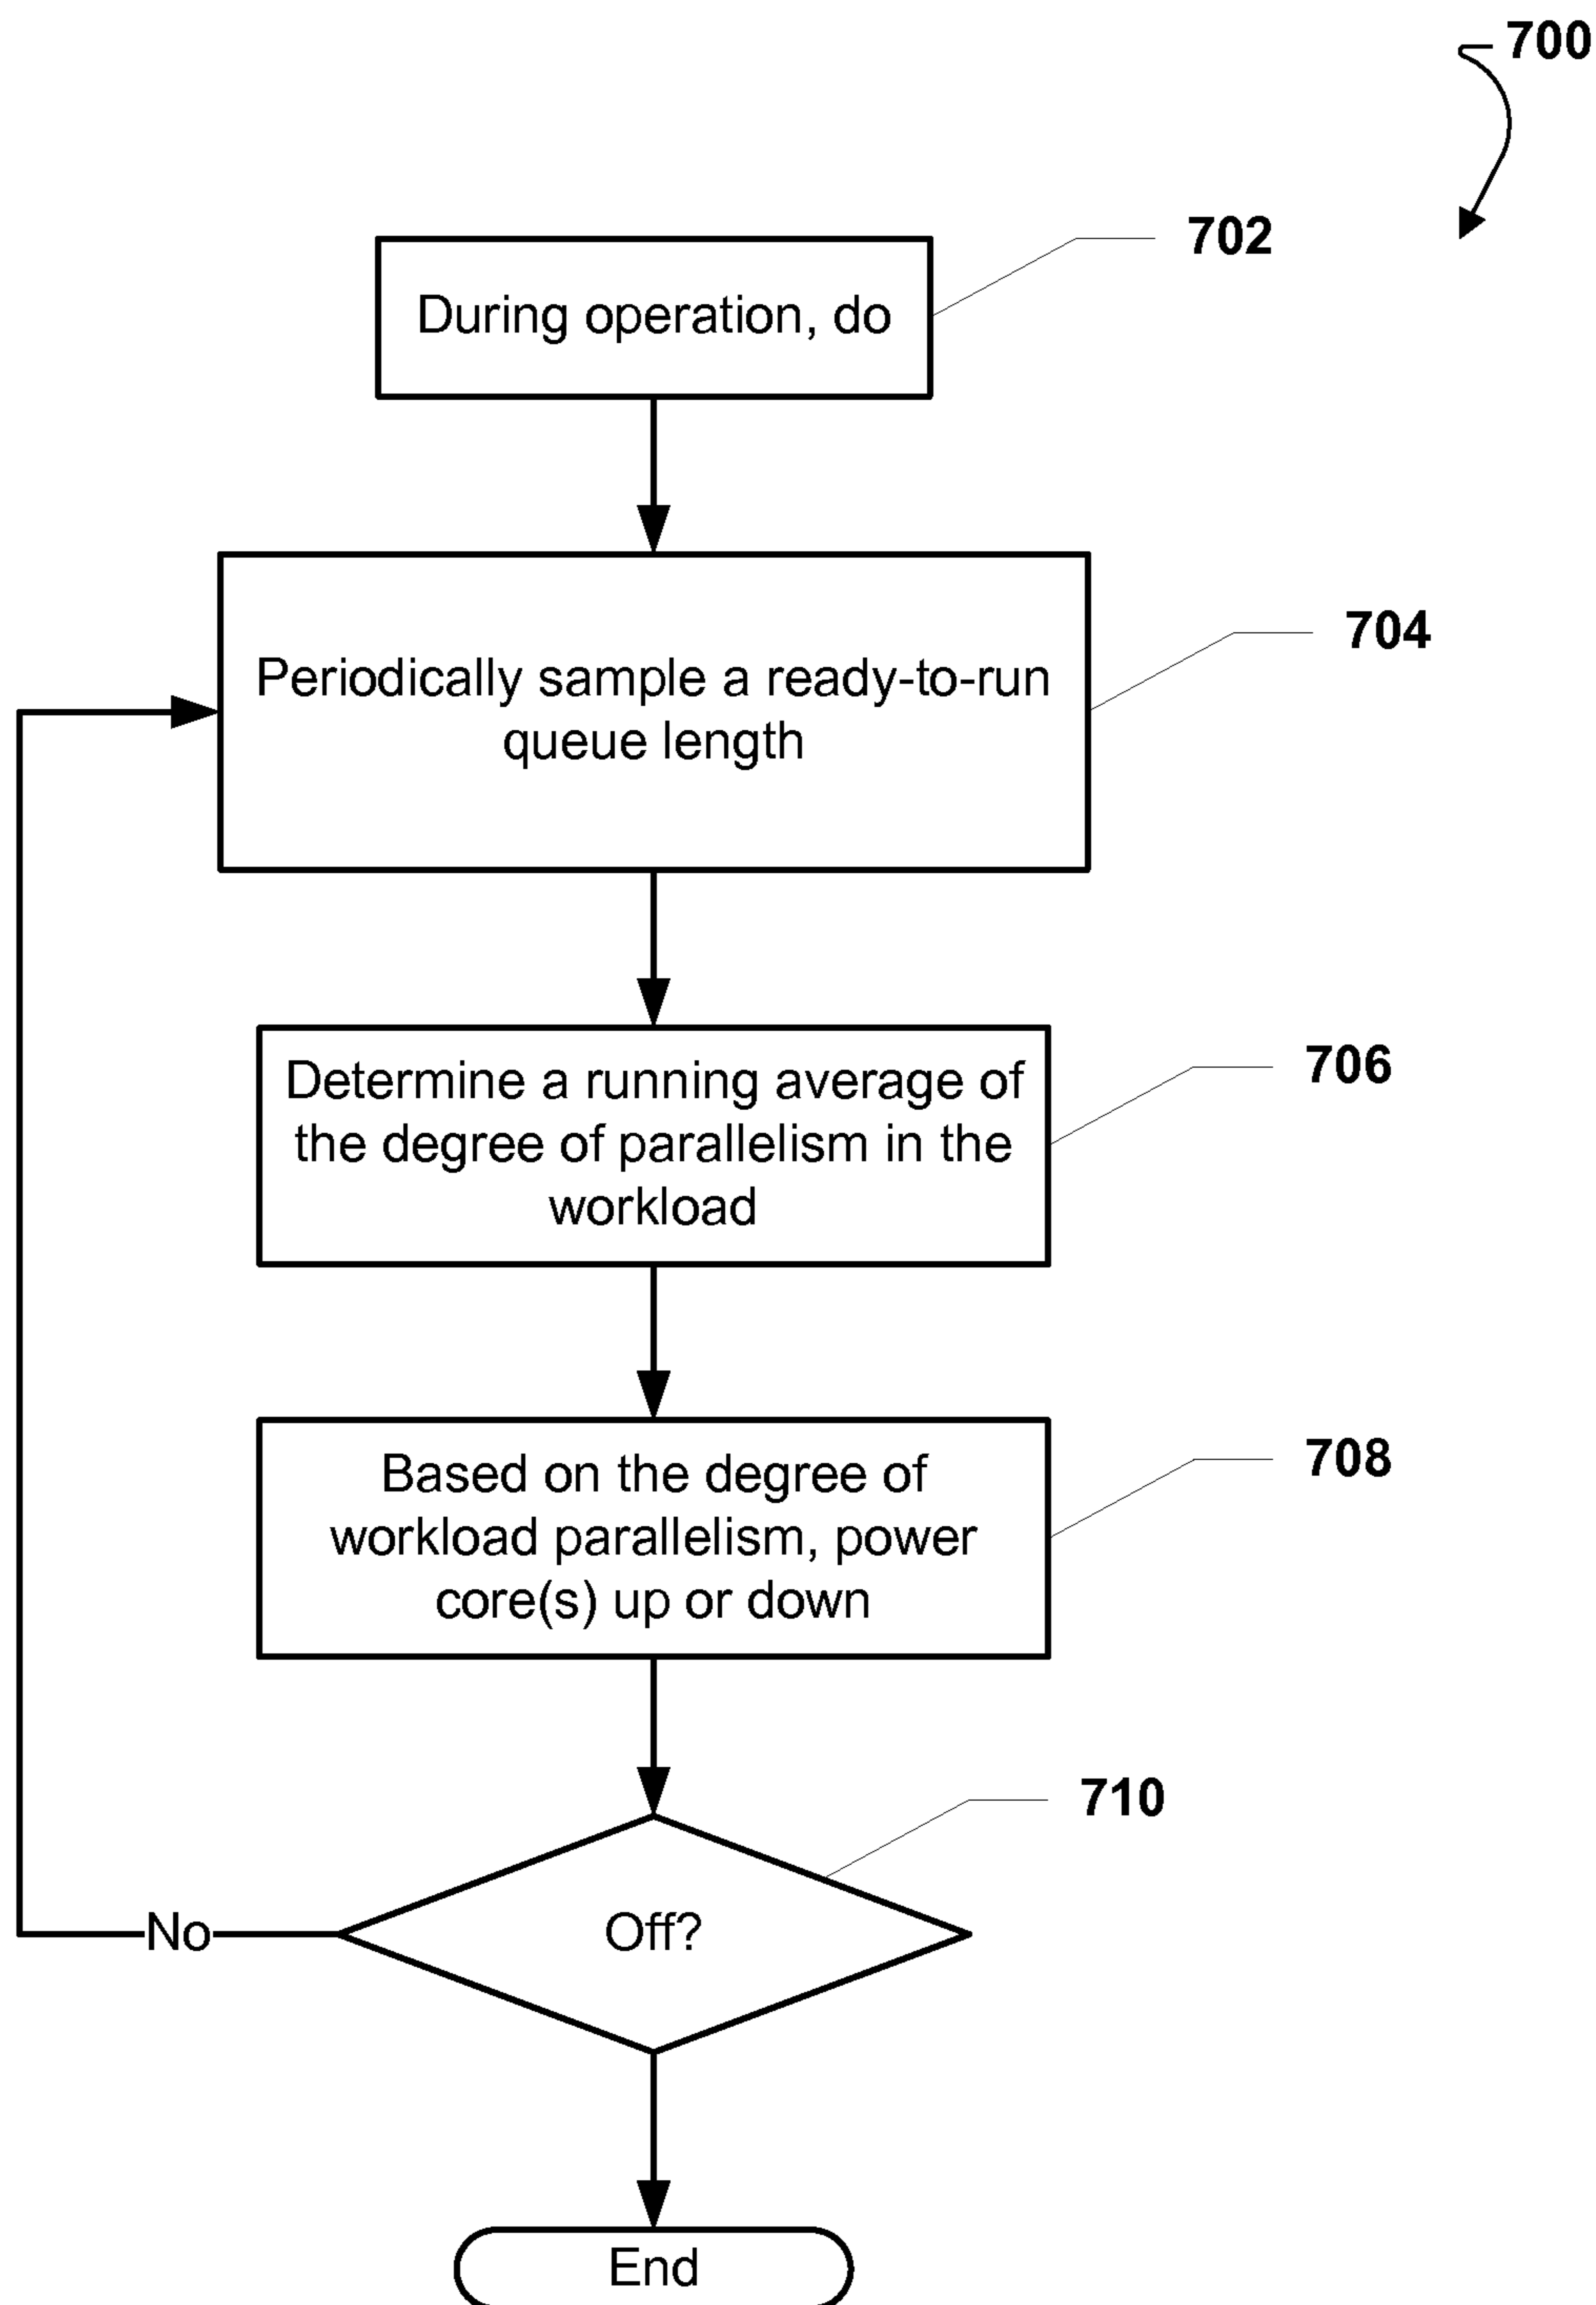 700
702
During operation, do
704
Periodically sample a ready-to-run
queue length
706
Determine a running average of
the degree of parallelism in the
workload
708
Based on the degree of
workload parallelism, power
core(s) up or down
710
Off?
No
End